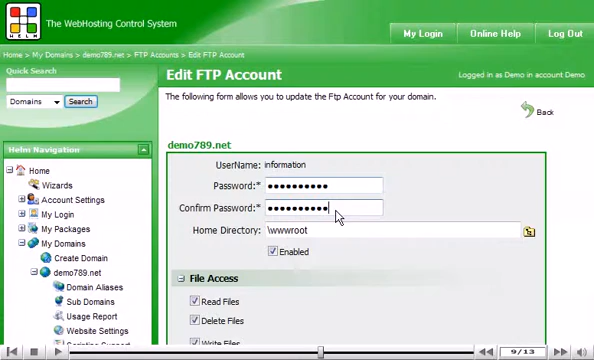 The WebHosting Control System
HELM
My Login
Online Help
Log Out
Home > My Domains > demo789.net > FTP Accounts > Edit FTP Account
Quick Search
Domains
Search
Edit FTP Account
Logged in as Demo in account Demo
The following form allows you to update the Ftp Account for your domain.
Back
Helm Navigation
Home
Wizards
Account Settings
My Login
My Packages
My Domains
Create Domain
demo789.net
Domain Aliases
Sub Domains
Usage Report
Website Settings
Scripting Support
demo789.net
UserName: information
Password:* ●●●●●●●●●●
Confirm Password:* ●●●●●●●●●●
Home Directory: \wwwroot
Enabled
File Access
Read Files
Delete Files
Write Files
9/13